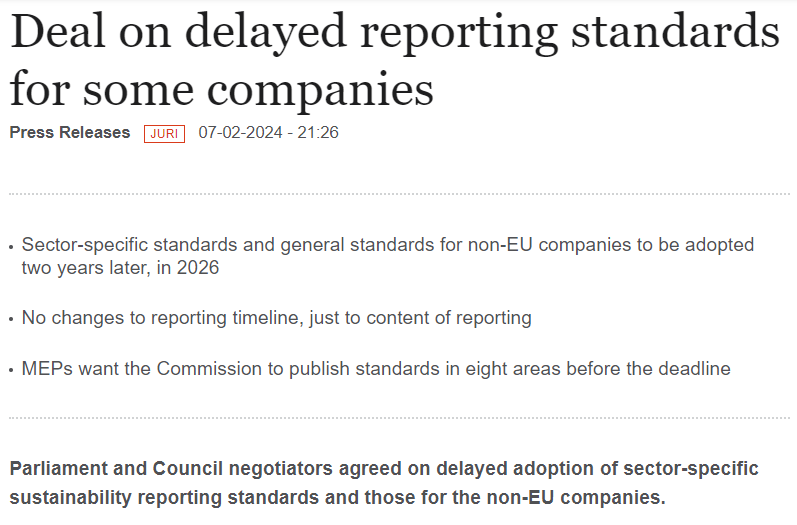 Deal on delayed reporting standards
for some companies
Press Releases JURI 07-02-2024 - 21:26
• Sector-specific standards and general standards for non-EU companies to be adopted
two years later, in 2026
• No changes to reporting timeline, just to content of reporting
• MEPs want the Commission to publish standards in eight areas before the deadline
Parliament and Council negotiators agreed on delayed adoption of sector-specific
sustainability reporting standards and those for the non-EU companies.